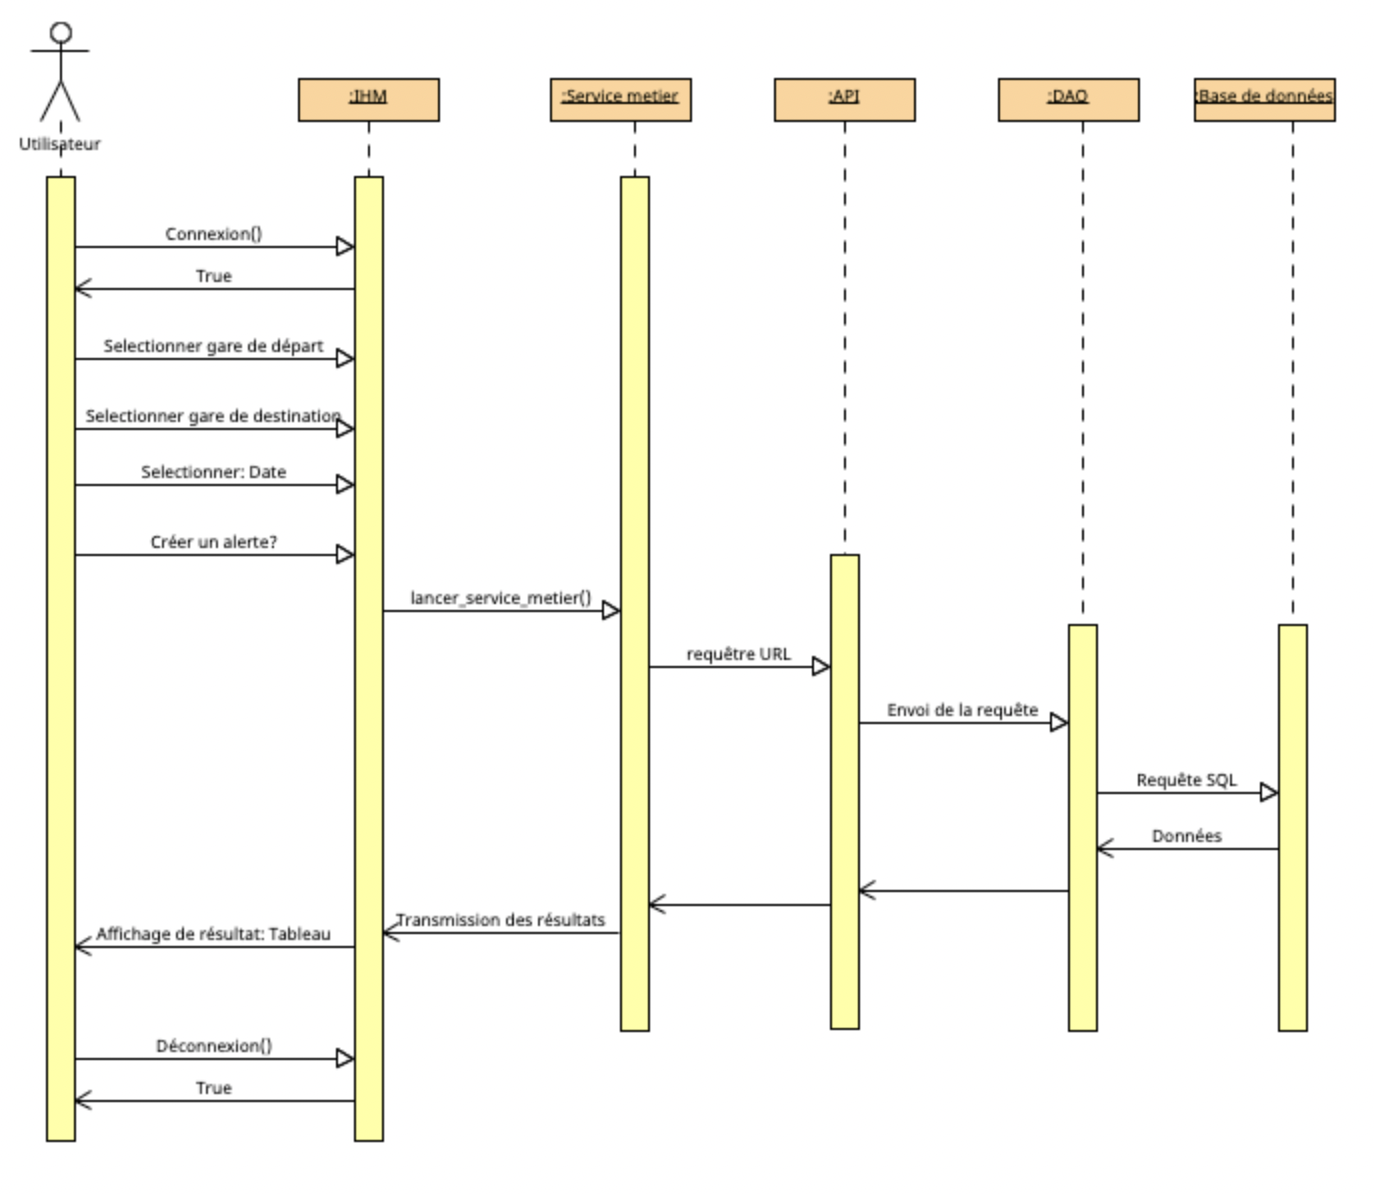 :IHM
:Service metier
:API
:DAO
:Base de données
Utilisateur
Connexion()
True
Selectionner gare de départ
Selectionner gare de destination
Selectionner: Date
Créer un alerte?
lancer_service_metier()
requêtre URL
Envoi de la requête
Requête SQL
Données
Transmission des résultats
Affichage de résultat: Tableau
Déconnexion()
True